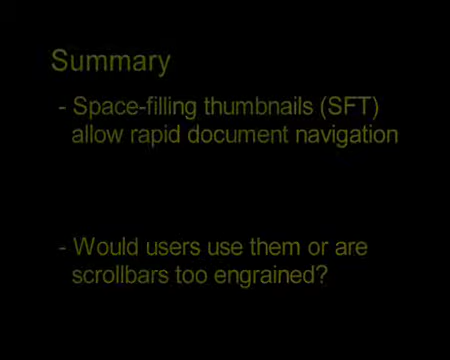 Summary
- Space-filling thumbnails (SFT)
allow rapid document navigation
- Would users use them or are
scrollbars too engrained?